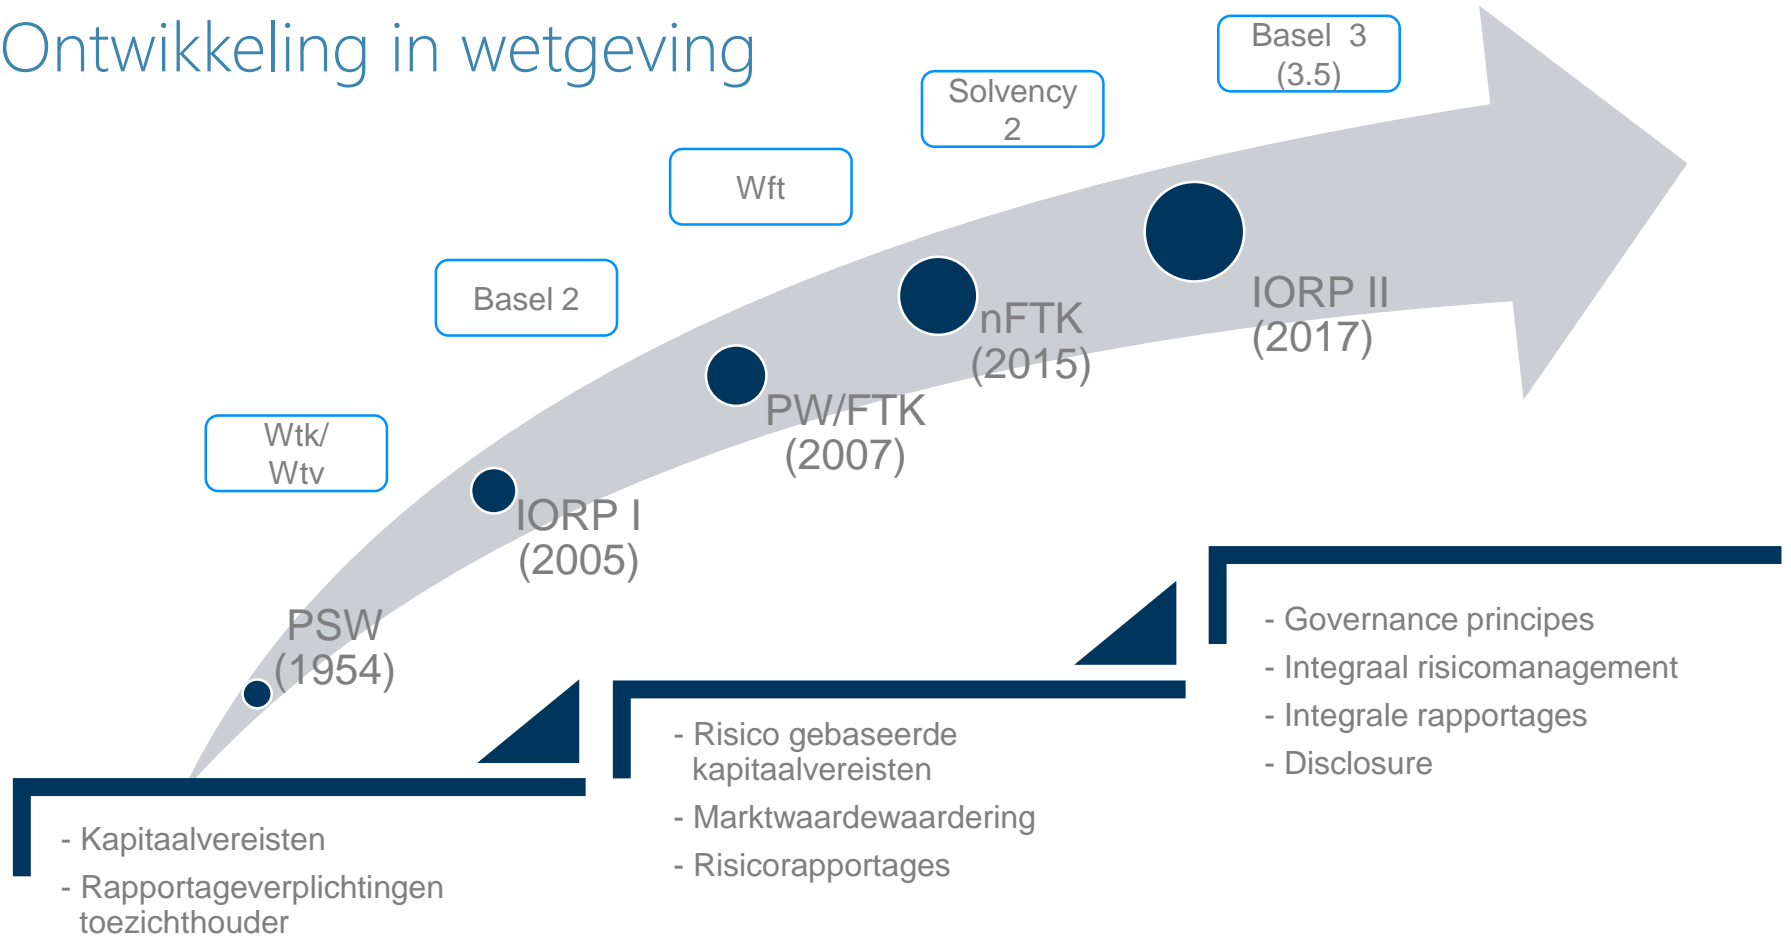 Ontwikkeling in wetgeving
Basel 3
(3.5)
Solvency
2
Wft
Basel 2
Wtk/
Wtv
IORP II
(2017)
nFTK
(2015)
PW/FTK
(2007)
IORP I
(2005)
PSW
(1954)
- Kapitaalvereisten
- Rapportageverplichtingen
toezichthouder
- Risico gebaseerde
kapitaalvereisten
- Marktwaardewaardering
- Risicorapportages
- Governance principes
- Integraal risicomanagement
- Integrale rapportages
- Disclosure